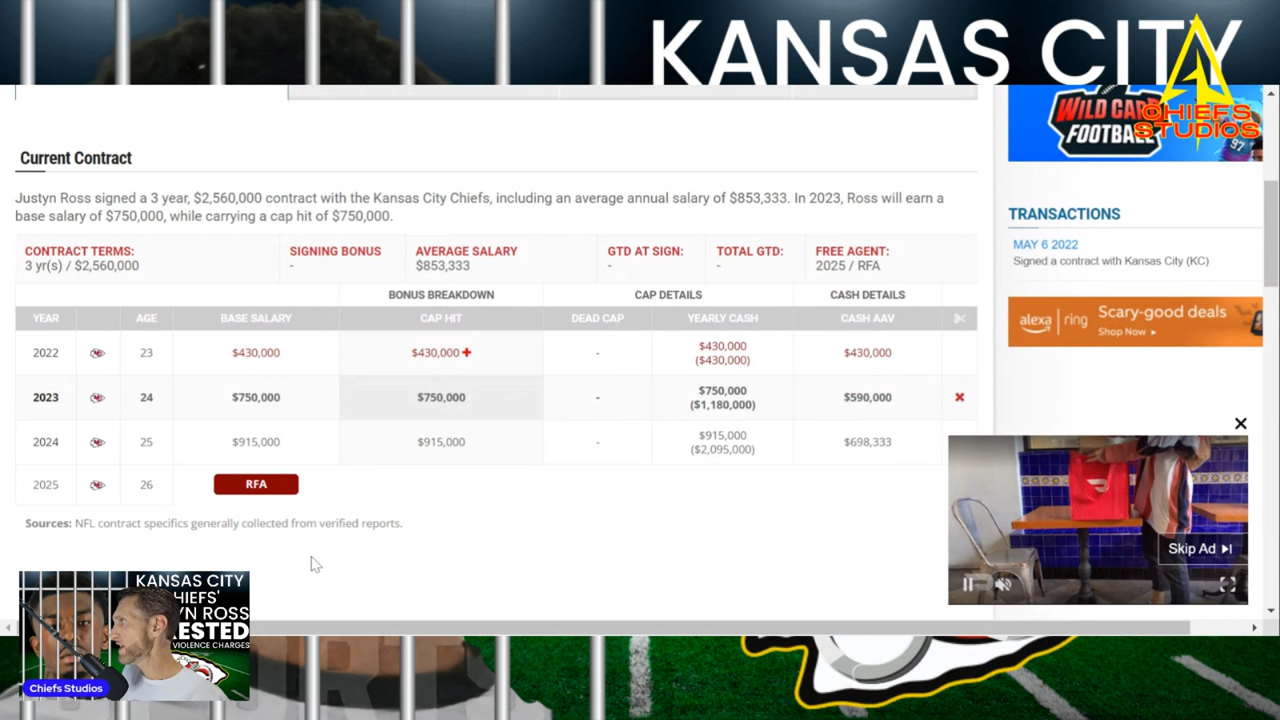 KANSAS CITY
CHIEFS
STUDIOS
WILD CARD
FOOTBALL
97
Current Contract
Justyn Ross signed a 3 year, $2,560,000 contract with the Kansas City Chiefs, including an average annual salary of $853,333. In 2023, Ross will earn a
base salary of $750,000, while carrying a cap hit of $750,000.
CONTRACT TERMS: SIGNING BONUS AVERAGE SALARY GTD AT SIGN: TOTAL GTD: FREE AGENT:
3 yr(s) / $2,560,000 - $853,333 - - 2025 / RFA
BONUS BREAKDOWN CAP DETAILS CASH DETAILS
YEAR AGE BASE SALARY CAP HIT DEAD CAP YEARLY CASH CASH AAV
2022 23 $430,000 $430,000 - $430,000 $430,000
($430,000)
2023 24 $750,000 $750,000 - $750,000 $590,000
($1,180,000)
2024 25 $915,000 $915,000 - $915,000 $698,333
($2,095,000)
2025 26 RFA
Sources: NFL contract specifics generally collected from verified reports.
TRANSACTIONS
MAY 6 2022
Signed a contract with Kansas City (KC)
alexa ring Scary-good deals
Shop Now
Skip Ad
KANSAS CITY
HIEFS'
YN ROSS
ESTED
VIOLENCE CHARGES
Chiefs Studios